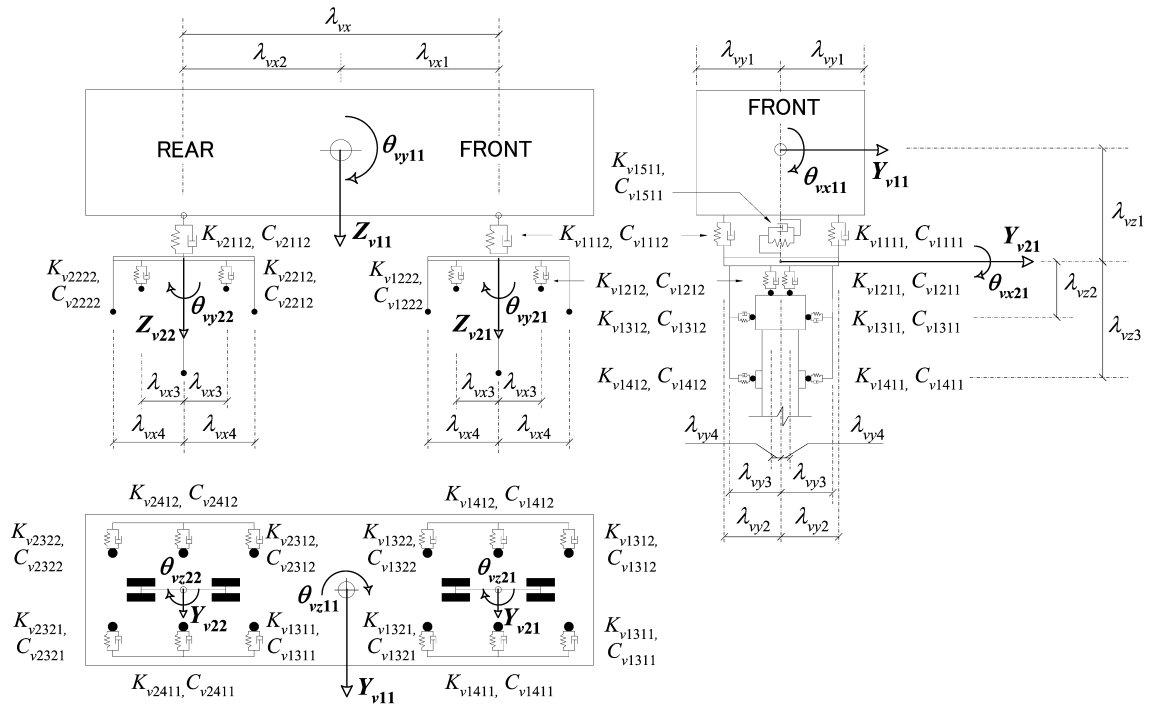 λvx
λvx2
λvx1
REAR
θvy11
FRONT
Zv11
Kv2112, Cv2112
Kv1112, Cv1112
Kv2222,
Cv2222
Kv2212,
Cv2212
Kv1222,
Cv1222
Kv1212, Cv1212
θvy22
θvy21
Zv22
Zv21
λvx3
λvx3
λvx3
λvx3
λvx4
λvx4
λvx4
λvx4
λvy1
λvy1
FRONT
Kv1511,
Cv1511
θvx11
Yv11
λvz1
Kv1111, Cv1111
Yv21
Kv1211, Cv1211
θvx21
λvz2
Kv1312, Cv1312
Kv1311, Cv1311
λvz3
Kv1412, Cv1412
Kv1411, Cv1411
λvy4
λvy4
λvy3
λvy3
λvy2
λvy2
Kv2412, Cv2412
Kv1412, Cv1412
Kv2322,
Cv2322
Kv2312,
Cv2312
Kv1322,
Cv1322
Kv1312,
Cv1312
θvz22
θvz11
θvz21
Yv22
Yv21
Kv2321,
Cv2321
Kv1311,
Cv1311
Kv1321,
Cv1321
Kv1311,
Cv1311
Kv2411, Cv2411
Yv11
Kv1411, Cv1411